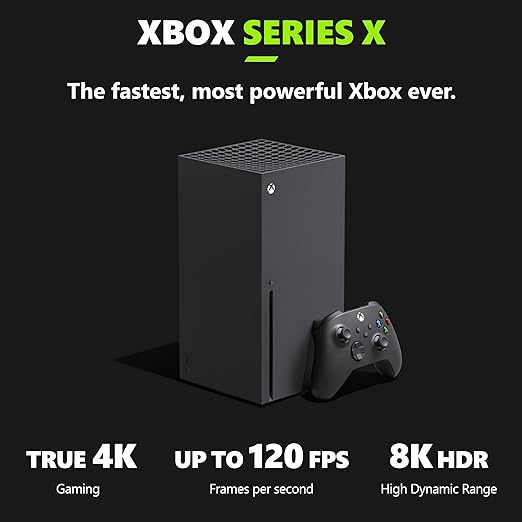 XBOX SERIES X
The fastest, most powerful Xbox ever.
TRUE 4K
Gaming
UP TO 120 FPS
Frames per second
8K HDR
High Dynamic Range